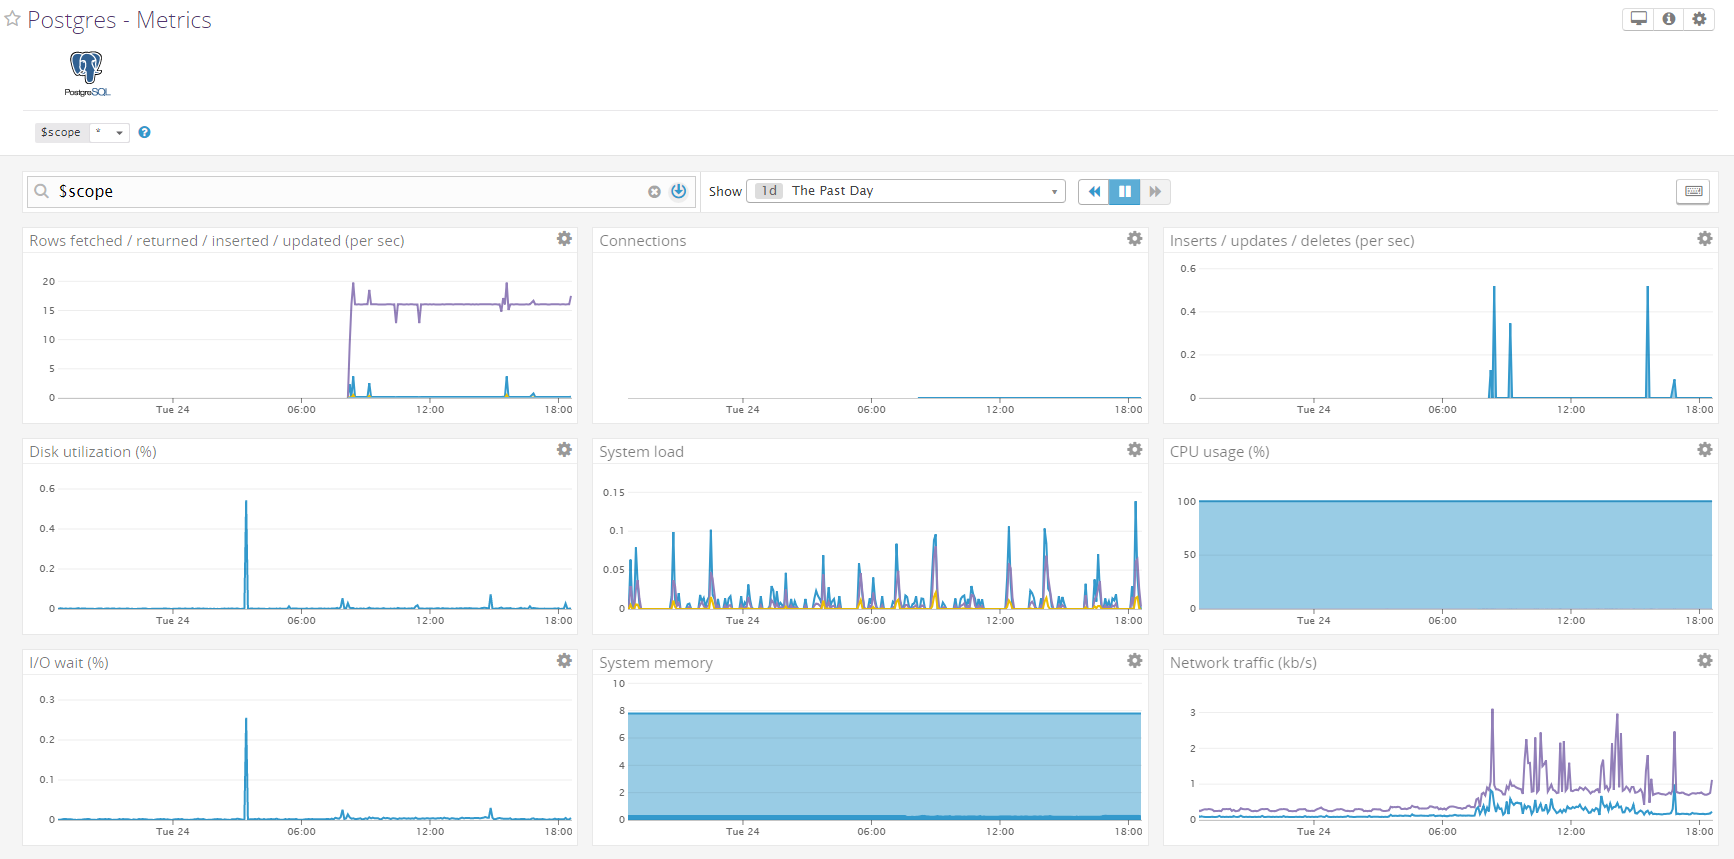 Postgres - Metrics
PostgreSQL
$scope * ?
$scope Show 1d The Past Day
Rows fetched / returned / inserted / updated (per sec)
20
15
10
5
0
Tue 24 06:00 12:00 18:00
Connections
Tue 24 06:00 12:00 18:00
Inserts / updates / deletes (per sec)
0.6
0.4
0.2
0
Tue 24 06:00 12:00 18:00
Disk utilization (%)
0.6
0.4
0.2
0
Tue 24 06:00 12:00 18:00
System load
0.15
0.1
0.05
0
Tue 24 06:00 12:00 18:00
CPU usage (%)
100
50
0
Tue 24 06:00 12:00 18:00
I/O wait (%)
0.3
0.2
0.1
0
Tue 24 06:00 12:00 18:00
System memory
10
8
6
4
2
0
Tue 24 06:00 12:00 18:00
Network traffic (kb/s)
3
2
1
0
Tue 24 06:00 12:00 18:00